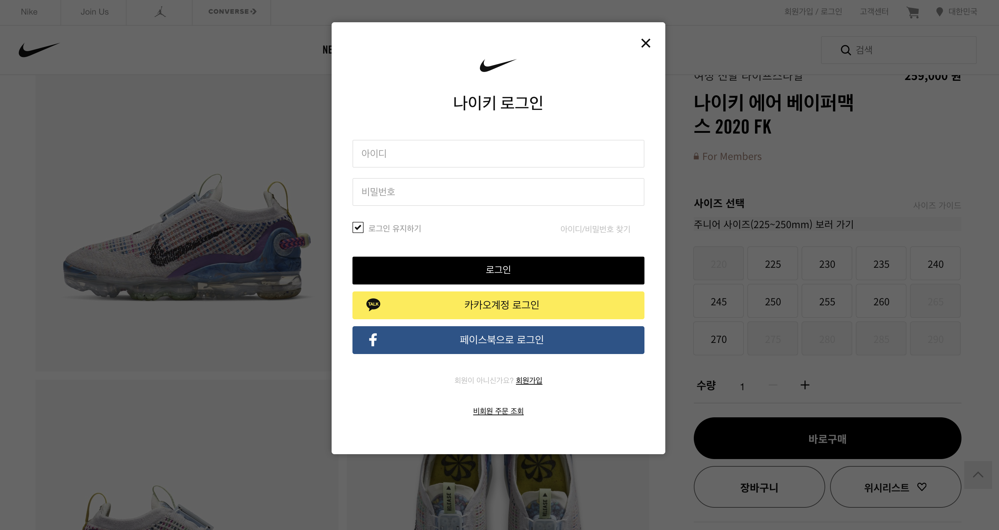 Nike
Join Us
CONVERSE
회원가입 / 로그인
고객센터
대한민국
NE
검색
여성 신발 라이프스타일
259,000 원
나이키 에어 베이퍼맥
스 2020 FK
For Members
사이즈 선택
사이즈 가이드
주니어 사이즈(225~250mm) 보러 가기
220
225
230
235
240
245
250
255
260
265
270
275
280
285
290
수량
1
바로구매
장바구니
위시리스트
나이키 로그인
아이디
비밀번호
로그인 유지하기
아이디/비밀번호 찾기
로그인
TALK
카카오계정 로그인
페이스북으로 로그인
회원이 아니신가요? 회원가입
비회원 주문 조회
RELEASE
RELEASE